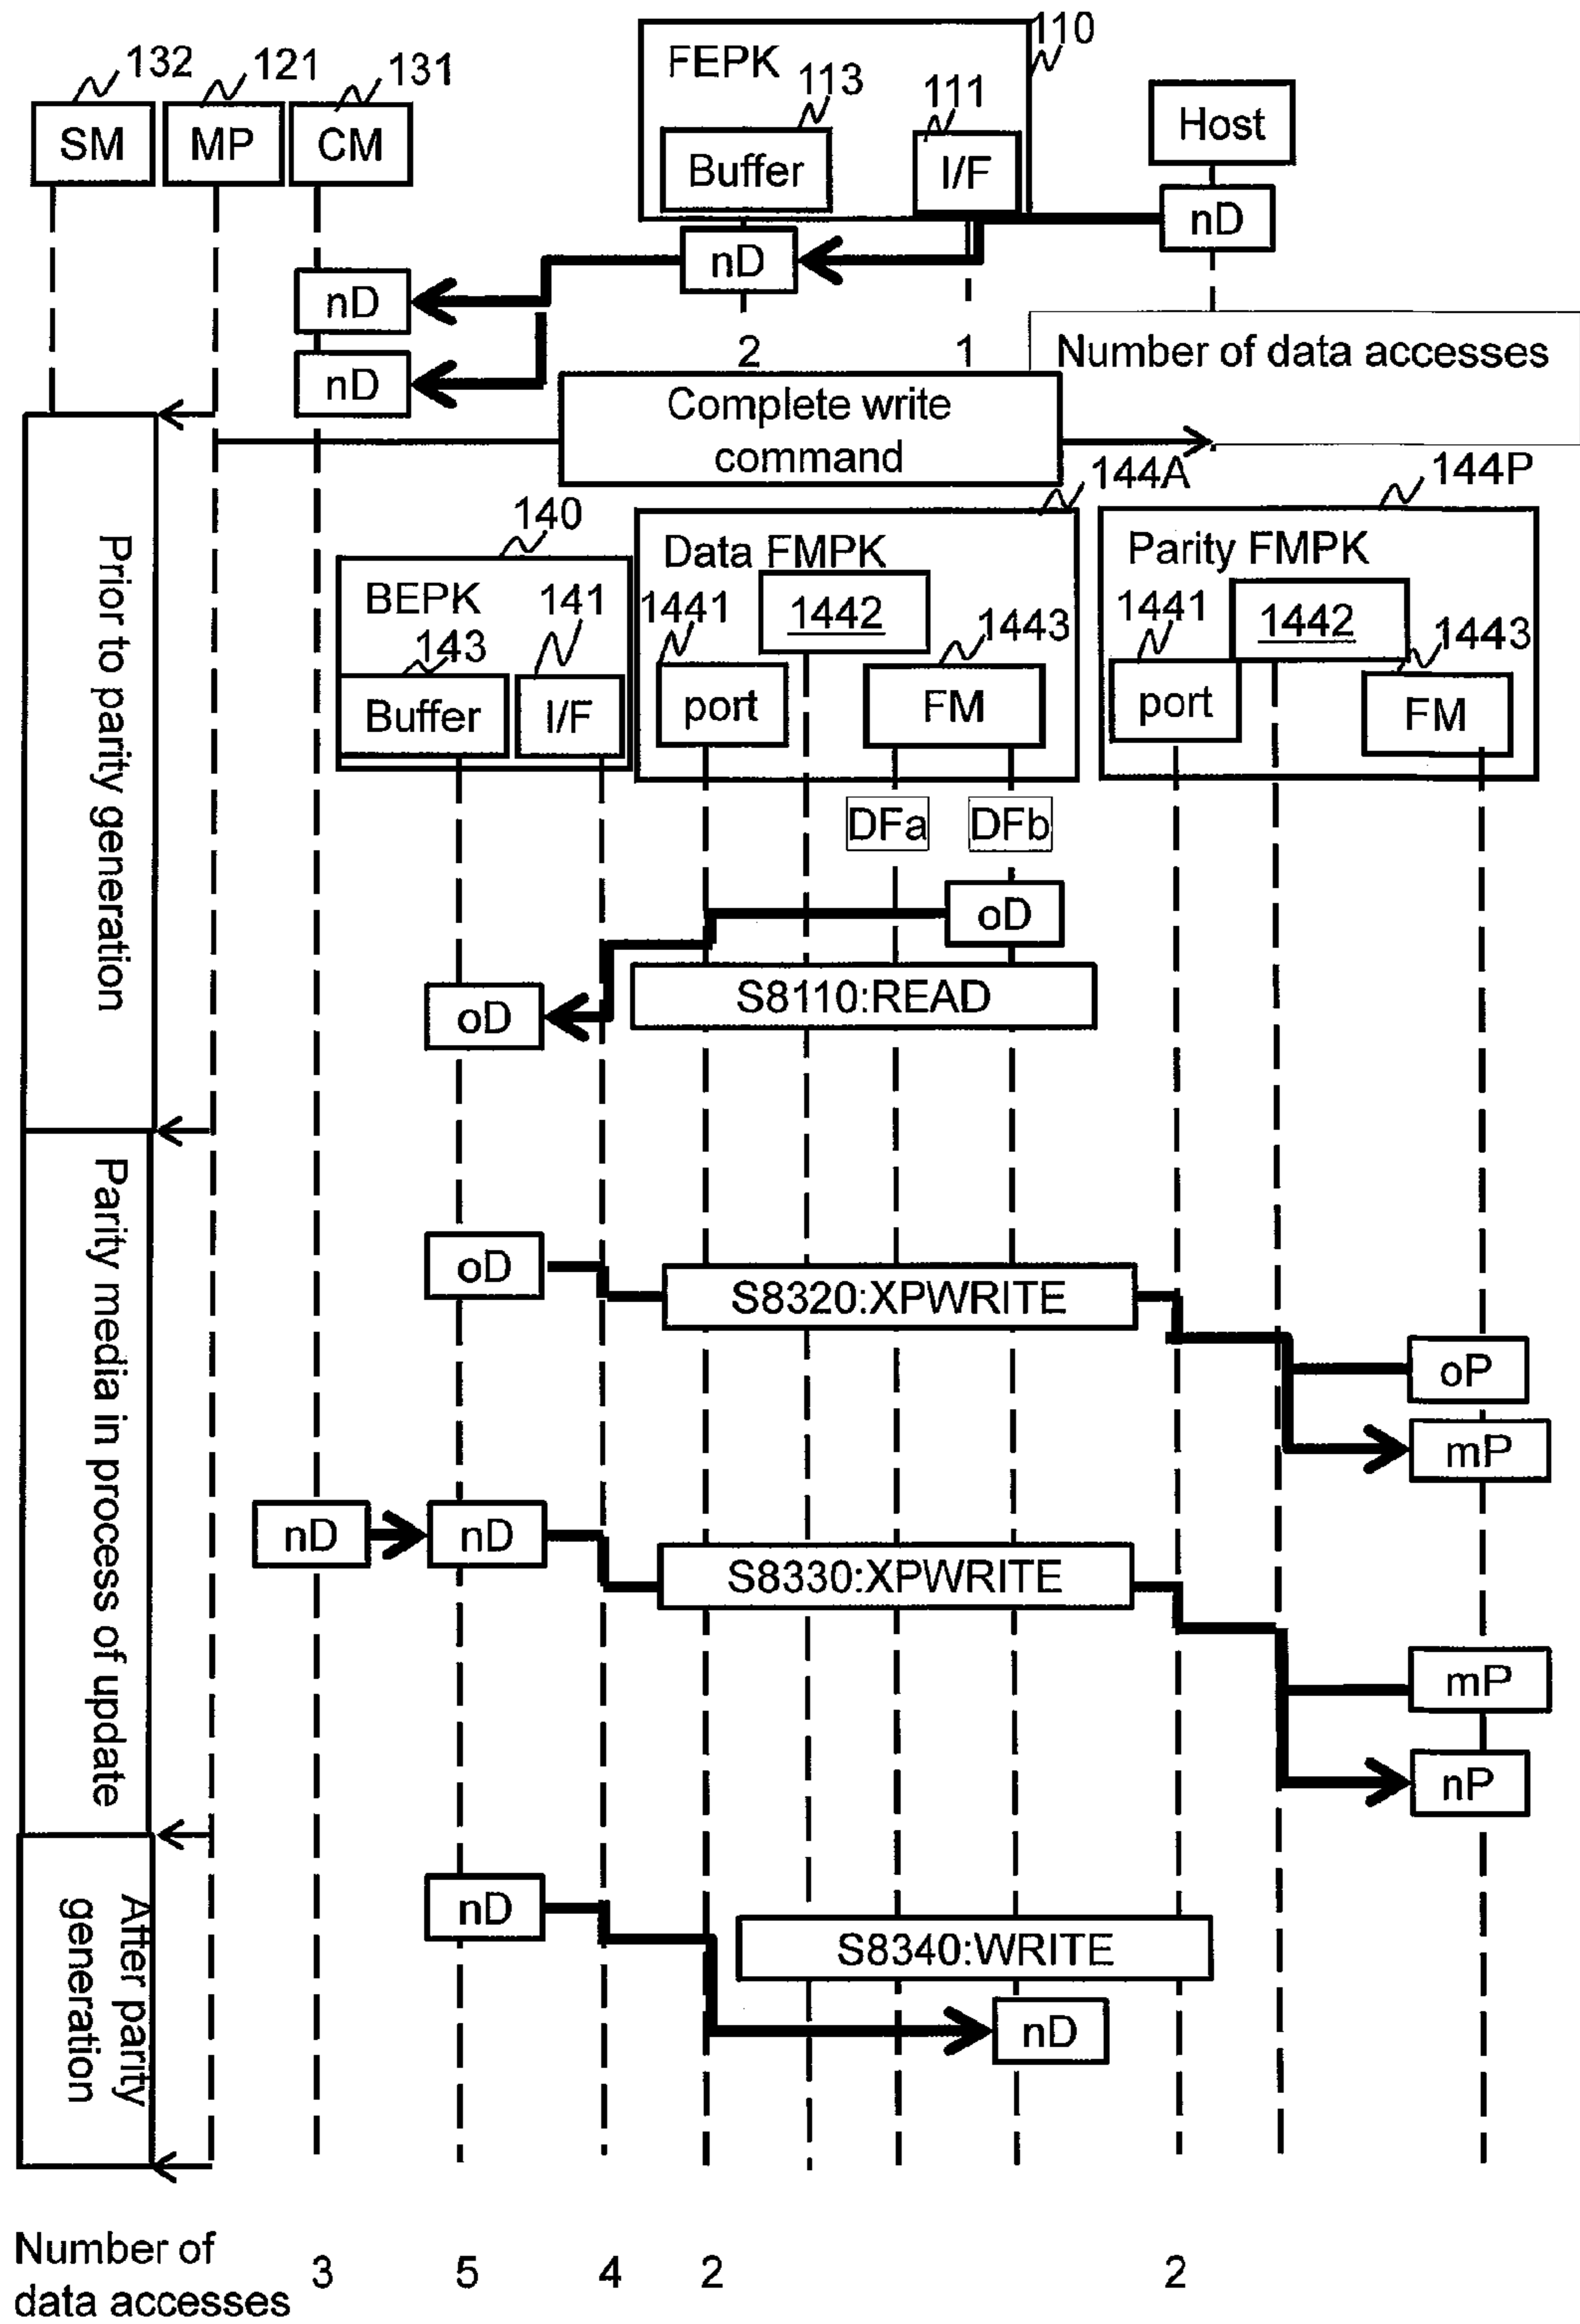 110
132
121
131
FEPK
113
111
SM
MP
CM
Buffer
I/F
Host
nD
nD
nD
nD
2
1
Number of data accesses
Complete write
command
144A
144P
140
Data FMPK
Parity FMPK
BEPK
141
1441
1442
1443
1441
1442
1443
143
Buffer
I/F
port
FM
port
FM
Prior to parity generation
DFa
DFb
oD
S8110:READ
oD
Parity media in process of update
oD
S8320:XPWRITE
oP
mP
nD
nD
S8330:XPWRITE
mP
nP
After parity
generation
nD
S8340:WRITE
nD
Number of
data accesses
3
5
4
2
2